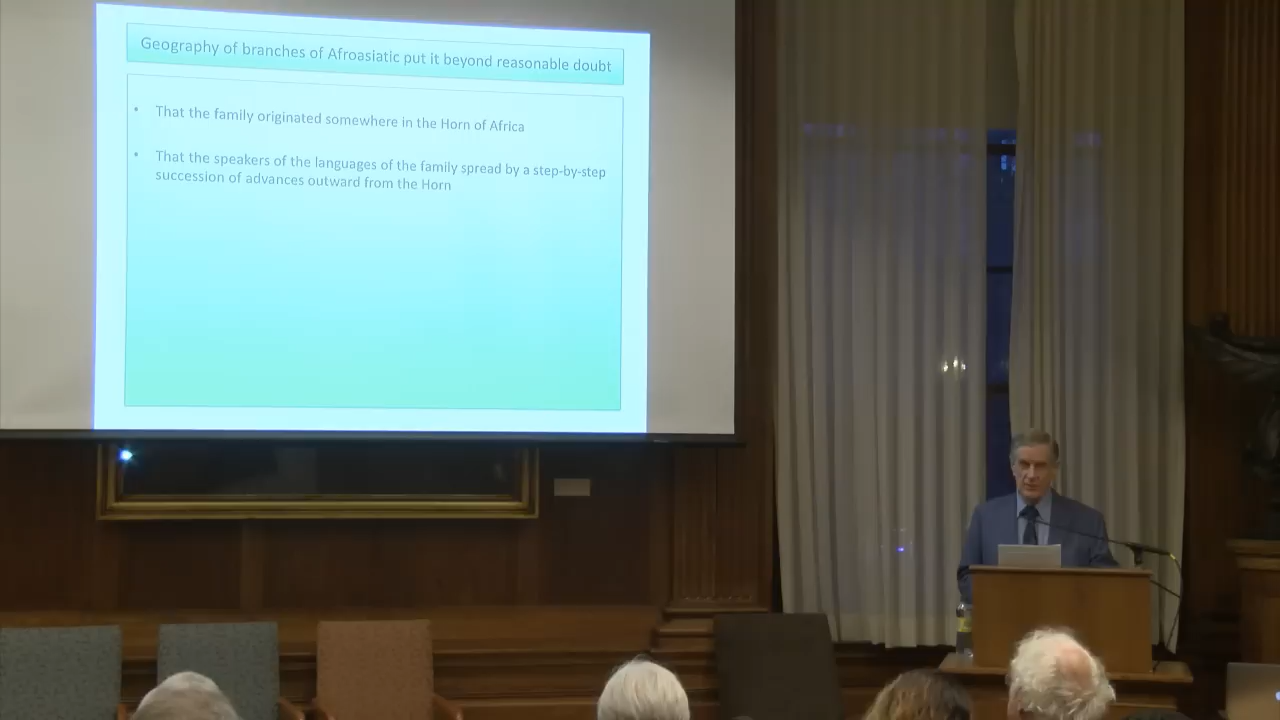 Geography of branches of Afroasiatic put it beyond reasonable doubt
• That the family originated somewhere in the Horn of Africa
• That the speakers of the languages of the family spread by a step-by-step
succession of advances outward from the Horn